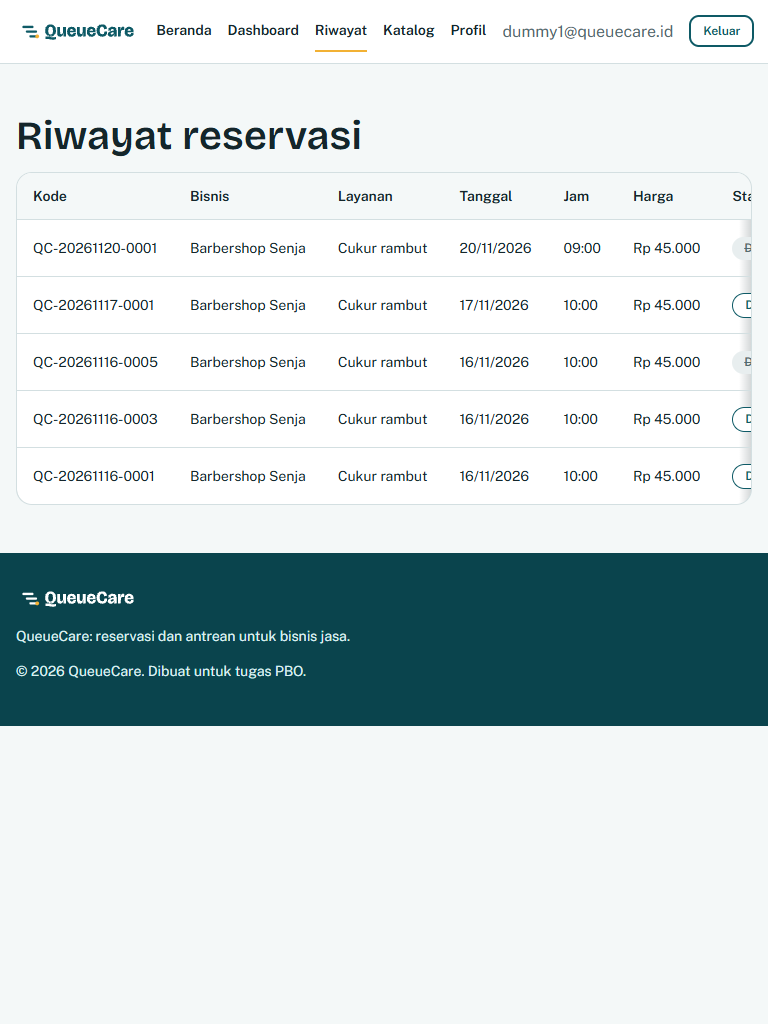 QueueCare Beranda Dashboard Riwayat Katalog Profil dummy1@queuecare.id Keluar
Riwayat reservasi
Kode Bisnis Layanan Tanggal Jam Harga
QC-20261120-0001 Barbershop Senja Cukur rambut 20/11/2026 09:00 Rp 45.000
QC-20261117-0001 Barbershop Senja Cukur rambut 17/11/2026 10:00 Rp 45.000
QC-20261116-0005 Barbershop Senja Cukur rambut 16/11/2026 10:00 Rp 45.000
QC-20261116-0003 Barbershop Senja Cukur rambut 16/11/2026 10:00 Rp 45.000
QC-20261116-0001 Barbershop Senja Cukur rambut 16/11/2026 10:00 Rp 45.000
QueueCare
QueueCare: reservasi dan antrean untuk bisnis jasa.
© 2026 QueueCare. Dibuat untuk tugas PBO.